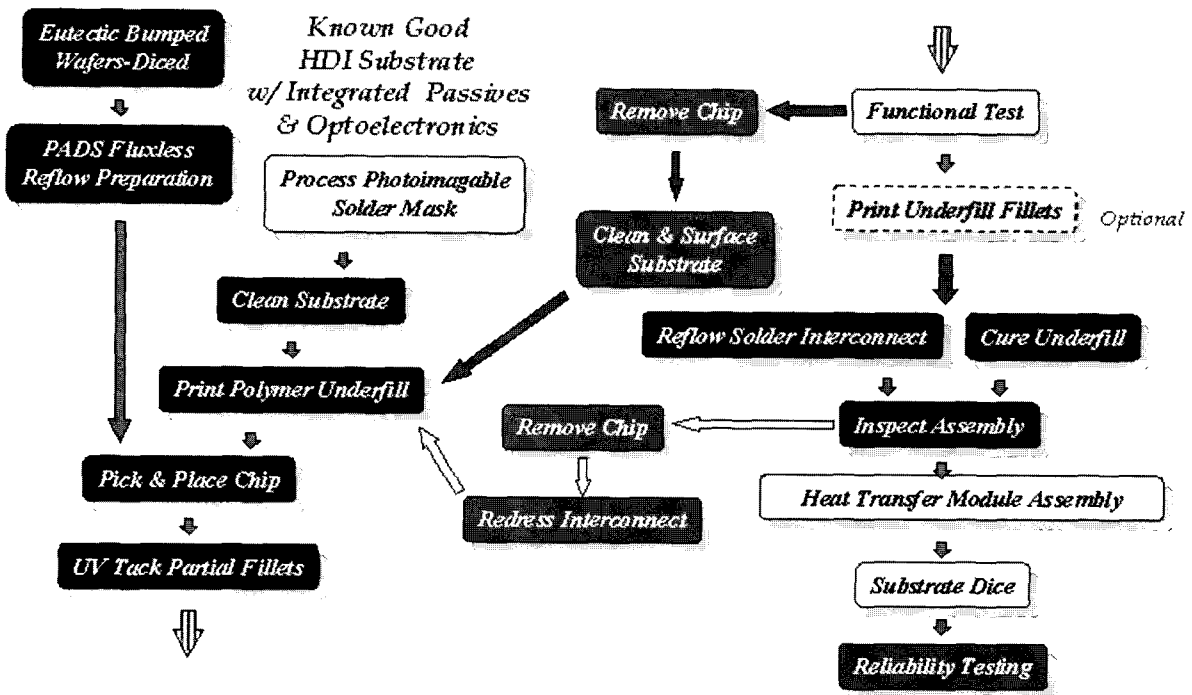 Eutectic Bumped
Wafers-Diced
PADS Fluxless
Reflow Preparation
Known Good
HDI Substrate
w/ Integrated Passives
& Optoelectronics
Process Photoimagable
Solder Mask
Clean Substrate
Print Polymer Underfill
Pick & Place Chip
UV Tack Partial Fillets
Functional Test
Remove Chip
Clean & Surface
Substrate
Print Underfill Fillets
Optional
Reflow Solder Interconnect
Cure Underfill
Inspect Assembly
Remove Chip
Redress Interconnect
Heat Transfer Module Assembly
Substrate Dice
Reliability Testing